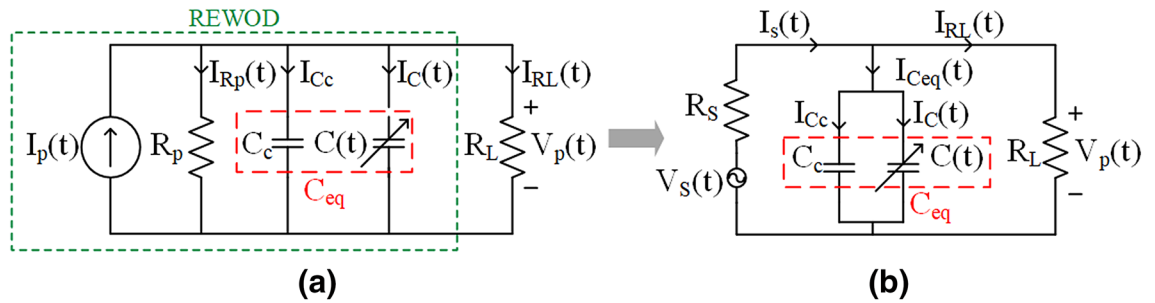 REWOD
I_Rp(t) I_Cc I_C(t) I_RL(t)
I_p(t) R_p C_c C(t) R_L + V_p(t) −
C_eq
(a)
I_s(t) I_RL(t)
I_Ceq(t)
R_S I_Cc I_C(t)
V_S(t) C_c C(t) R_L + V_p(t) −
C_eq
(b)